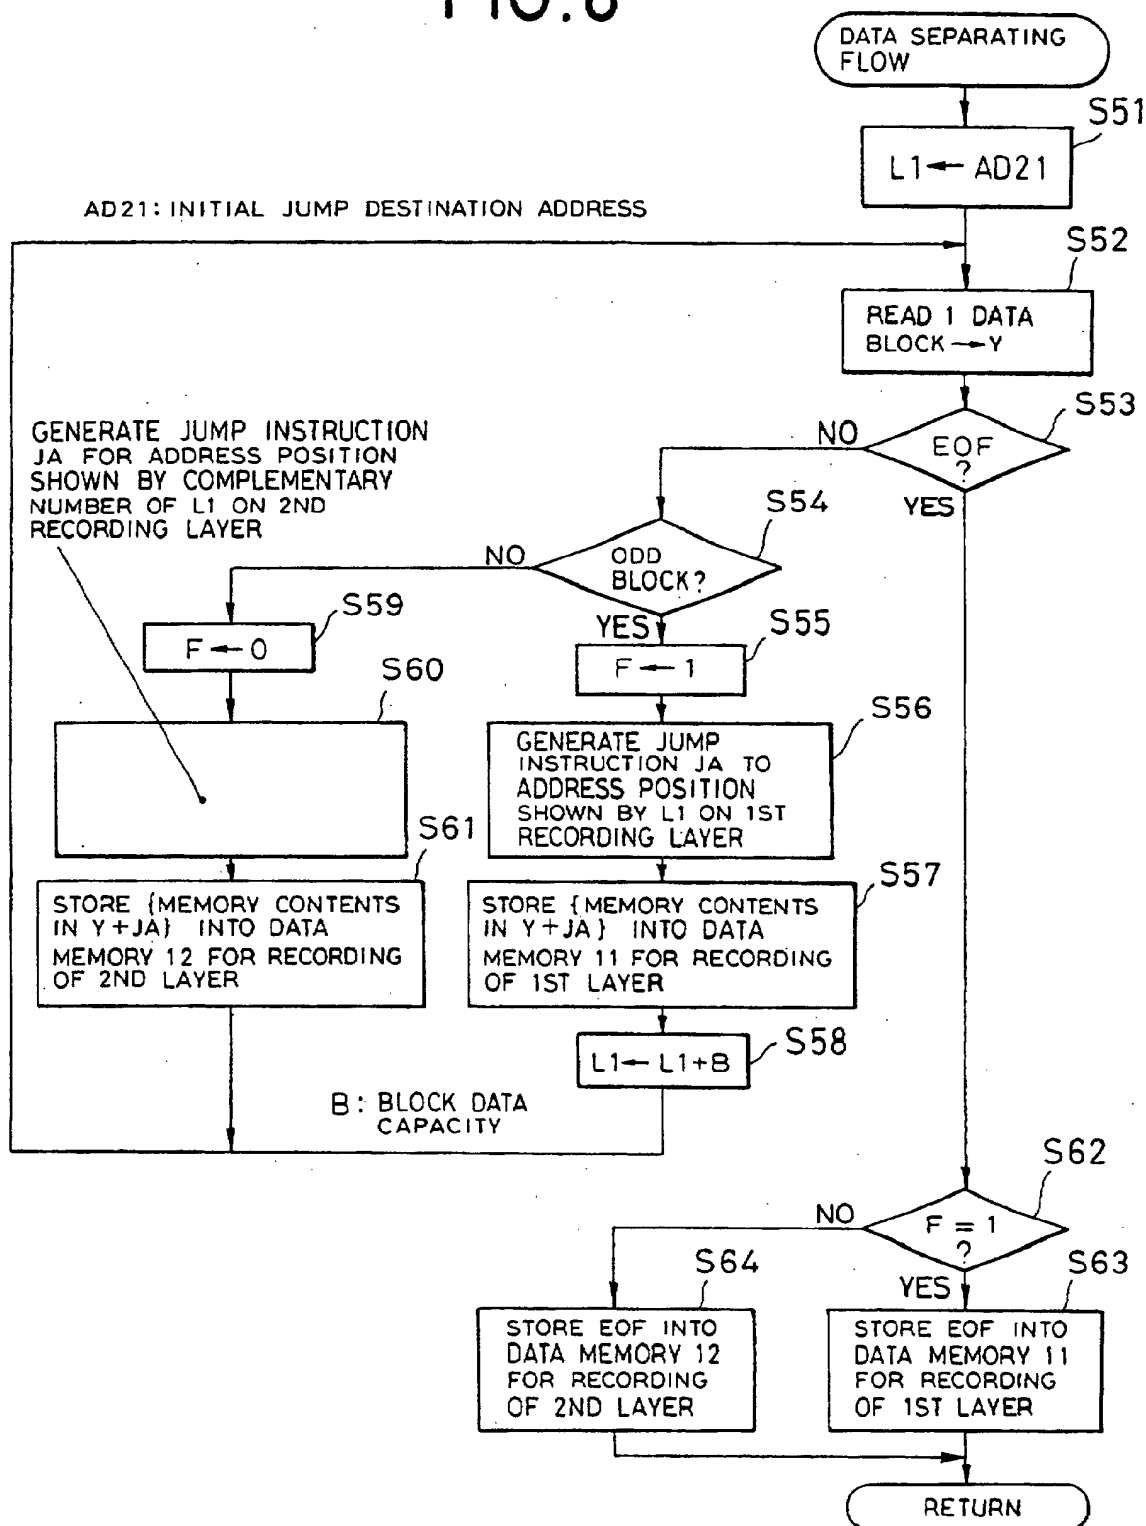 FIG.8
DATA SEPARATING
FLOW
S51
L1 ← AD21
AD21: INITIAL JUMP DESTINATION ADDRESS
S52
READ 1 DATA
BLOCK → Y
S53
EOF
?
NO
YES
GENERATE JUMP INSTRUCTION
JA FOR ADDRESS POSITION
SHOWN BY COMPLEMENTARY
NUMBER OF L1 ON 2ND
RECORDING LAYER
S54
ODD
BLOCK?
NO
YES
S59
F ← 0
S55
F ← 1
S60
S56
GENERATE JUMP
INSTRUCTION JA TO
ADDRESS POSITION
SHOWN BY L1 ON 1ST
RECORDING LAYER
S61
STORE {MEMORY CONTENTS
IN Y+JA} INTO DATA
MEMORY 12 FOR RECORDING
OF 2ND LAYER
S57
STORE {MEMORY CONTENTS
IN Y+JA} INTO DATA
MEMORY 11 FOR RECORDING
OF 1ST LAYER
S58
L1 ← L1+B
B: BLOCK DATA
CAPACITY
S62
F = 1
?
NO
YES
S64
STORE EOF INTO
DATA MEMORY 12
FOR RECORDING
OF 2ND LAYER
S63
STORE EOF INTO
DATA MEMORY 11
FOR RECORDING
OF 1ST LAYER
RETURN